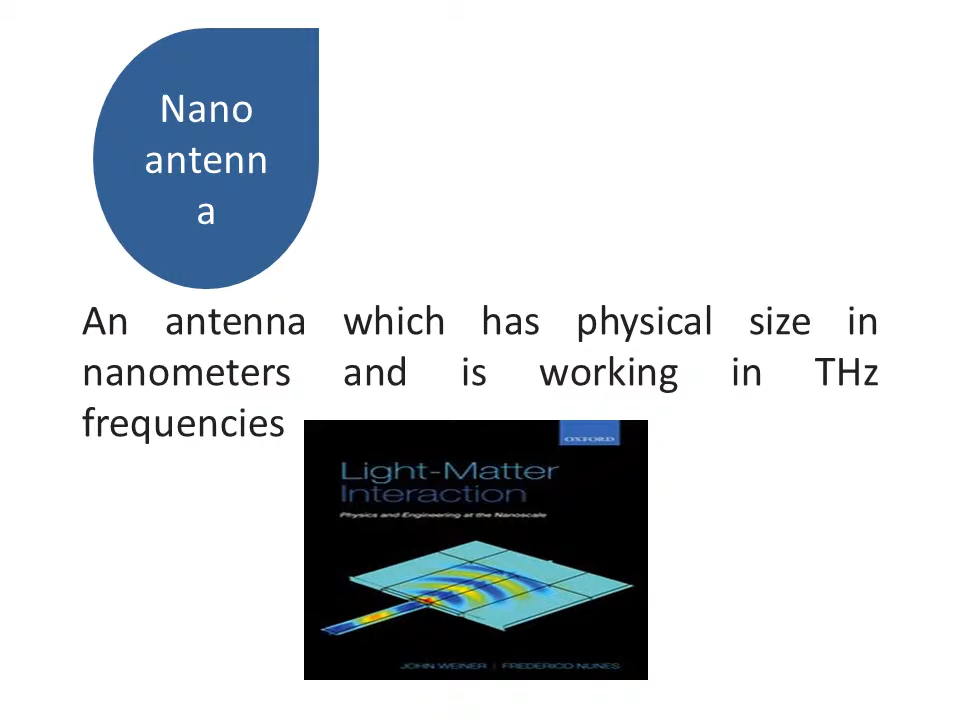 Nano
antenn
a
An antenna which has physical size in
nanometers and is working in THz
frequencies
OXFORD
Light-Matter
Interaction
Physics and Engineering at the Nanoscale
JOHN WEINER | FREDERICO NUNES